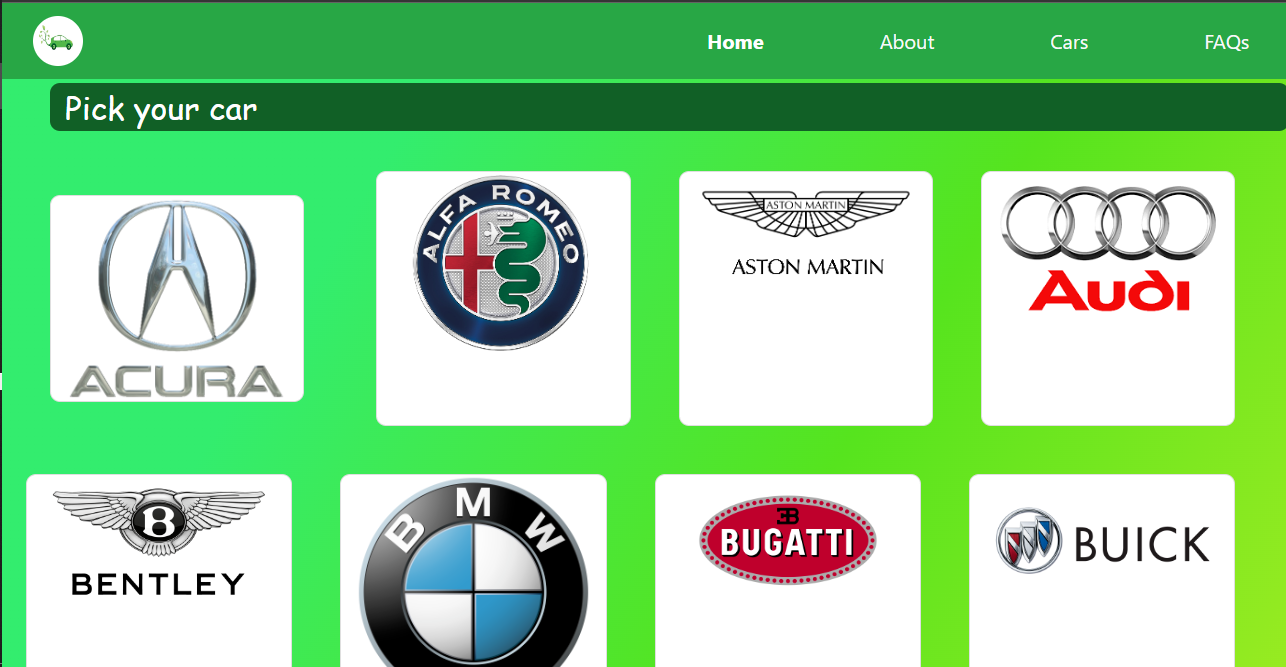 Home About Cars FAQs
Pick your car
ACURA
ALFA ROMEO
ASTON MARTIN
ASTON MARTIN
Audi
B
BENTLEY
BMW
EB
BUGATTI
BUICK